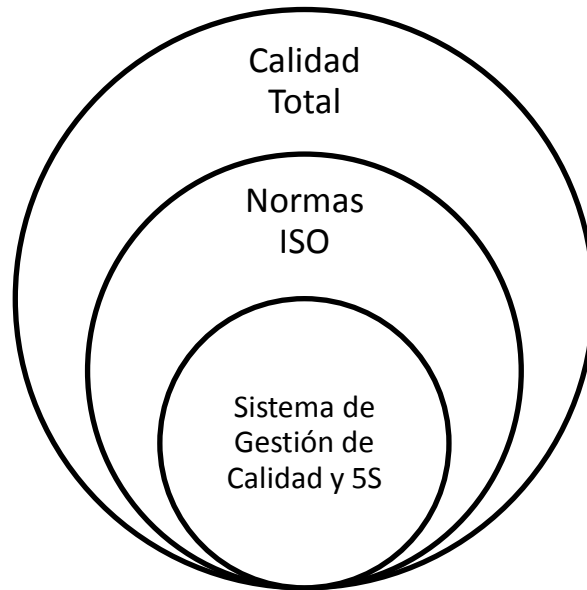 Calidad
Total
Normas
ISO
Sistema de
Gestión de
Calidad y 5S